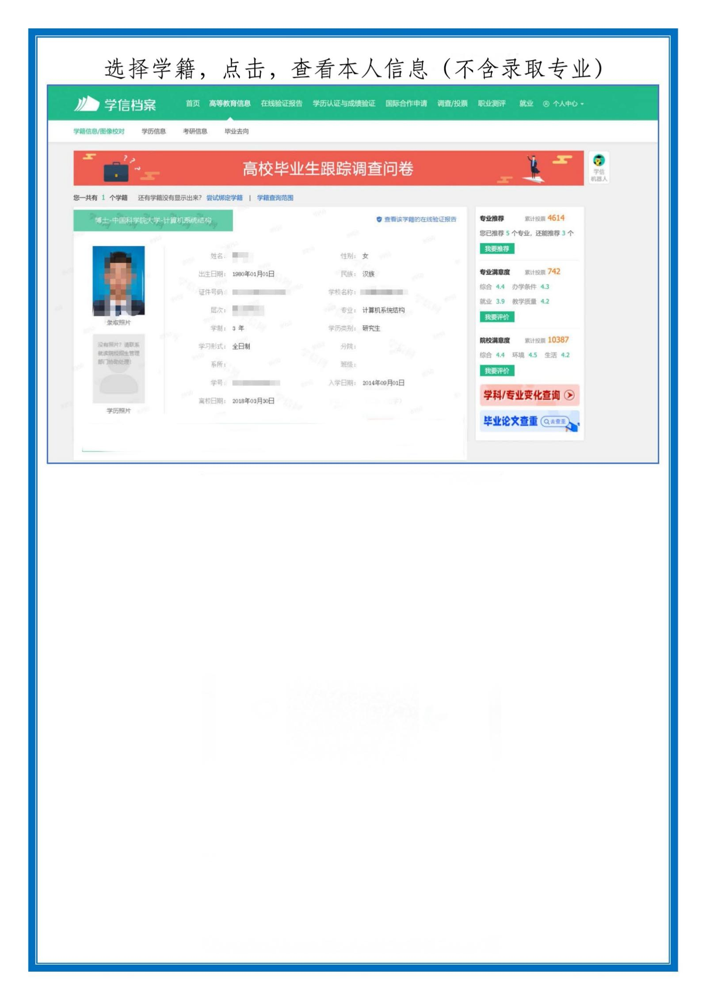 选择学籍，点击，查看本人信息（不含录取专业）
学信档案 首页 高等教育信息 在线验证报告 学历认证与成绩验证 国际合作申请 调查/投票 职业测评 就业 个人中心
学籍信息/图像校对 学历信息 考研信息 毕业去向
高校毕业生跟踪调查问卷
学信
机器人
您一共有 1 个学籍 还有学籍没有显示出来？ 尝试绑定学籍 | 学籍查询范围
博士-中国科学院大学-计算机系统结构
查看该学籍的在线验证报告
录取照片
没有照片？请联系
就读院校招生管理
部门协助处理！
学历照片
姓名： 性别： 女
出生日期： 1980年01月01日 民族： 汉族
证件号码： 学校名称：
层次： 专业： 计算机系统结构
学制： 3 年 学历类别： 研究生
学习形式： 全日制 分院：
系所： 班级：
学号： 入学日期： 2014年09月01日
离校日期： 2018年03月30日
专业推荐 累计投票 4614
您已推荐 5 个专业，还能推荐 3 个
我要推荐
专业满意度 累计投票 742
综合 4.4 办学条件 4.3
就业 3.9 教学质量 4.2
我要评价
院校满意度 累计投票 10387
综合 4.4 环境 4.5 生活 4.2
我要评价
学科/专业变化查询
毕业论文查重 去查重